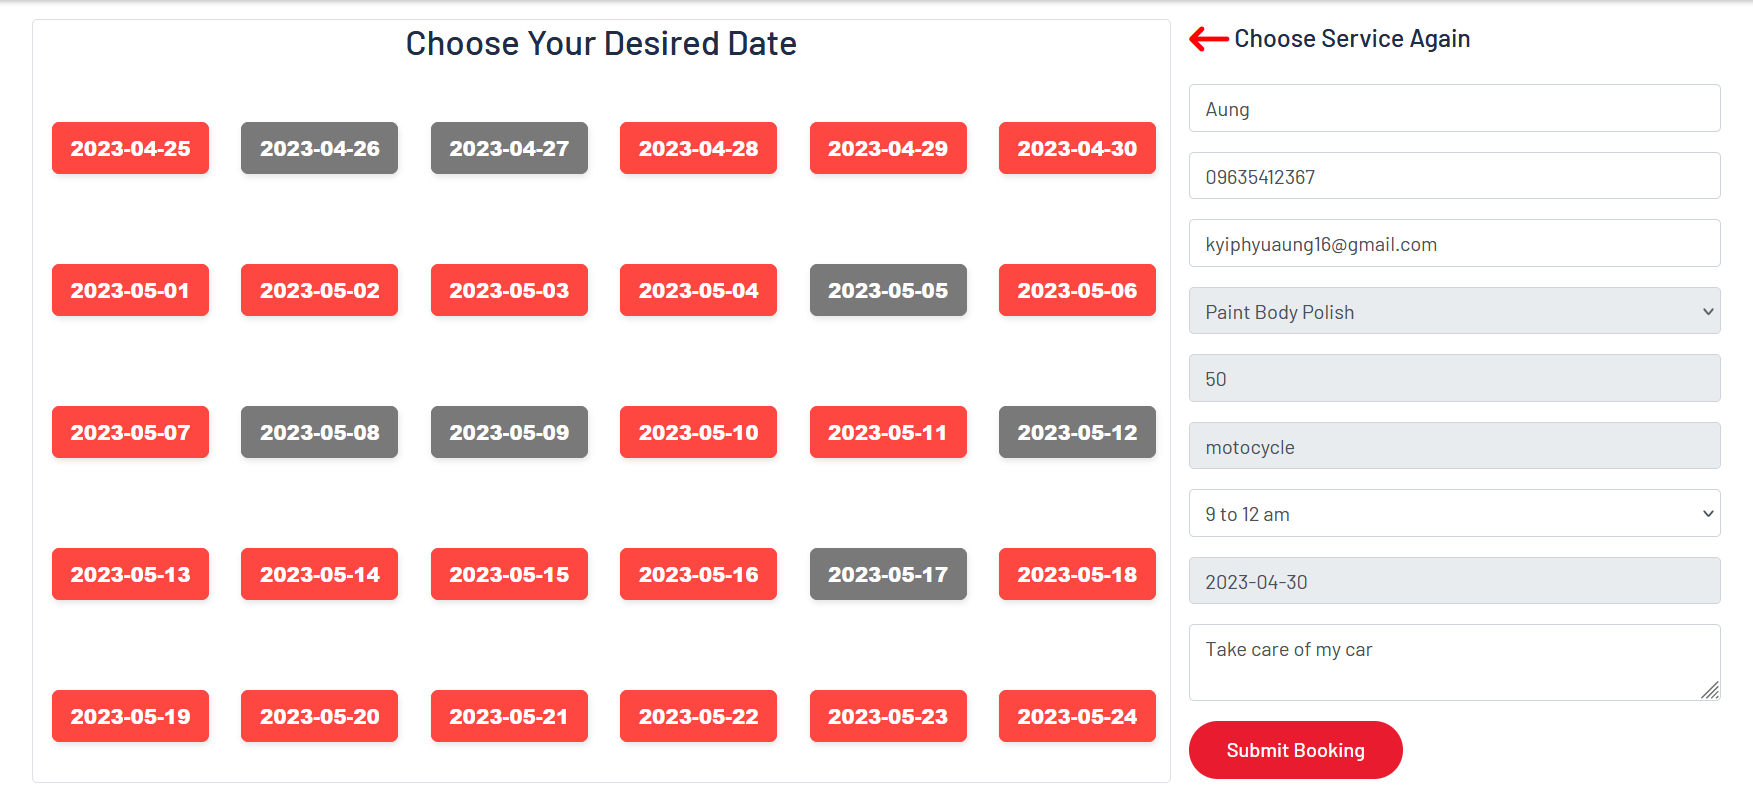 Choose Your Desired Date
2023-04-25 2023-04-26 2023-04-27 2023-04-28 2023-04-29 2023-04-30
2023-05-01 2023-05-02 2023-05-03 2023-05-04 2023-05-05 2023-05-06
2023-05-07 2023-05-08 2023-05-09 2023-05-10 2023-05-11 2023-05-12
2023-05-13 2023-05-14 2023-05-15 2023-05-16 2023-05-17 2023-05-18
2023-05-19 2023-05-20 2023-05-21 2023-05-22 2023-05-23 2023-05-24
Choose Service Again
Aung
09635412367
kyiphyuaung16@gmail.com
Paint Body Polish
50
motocycle
9 to 12 am
2023-04-30
Take care of my car
Submit Booking